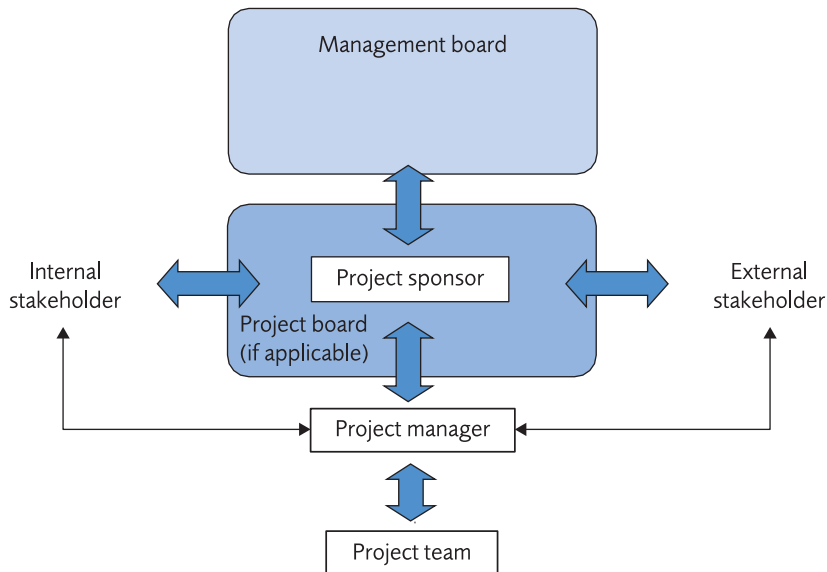 Management board
Internal
stakeholder
Project sponsor
External
stakeholder
Project board
(if applicable)
Project manager
Project team